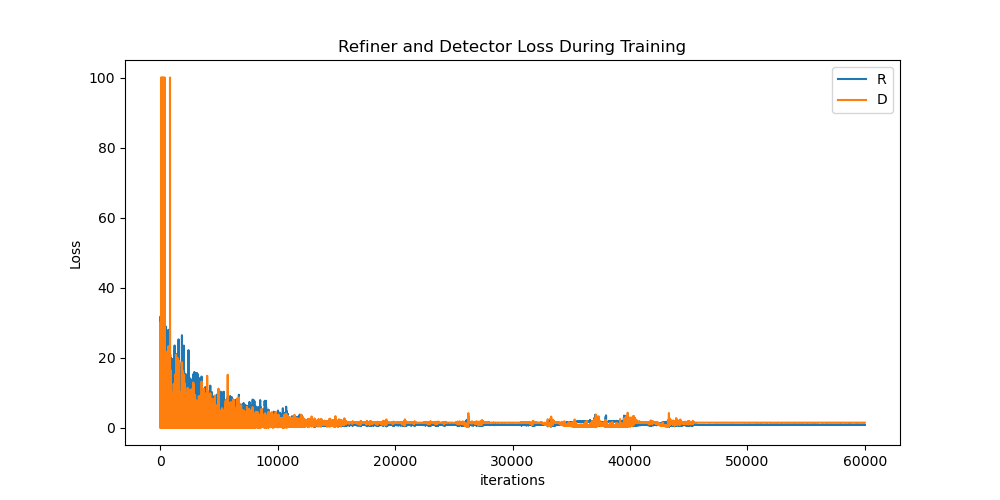 Refiner and Detector Loss During Training
R
D
100
80
60
40
20
0
Loss
0 10000 20000 30000 40000 50000 60000
iterations